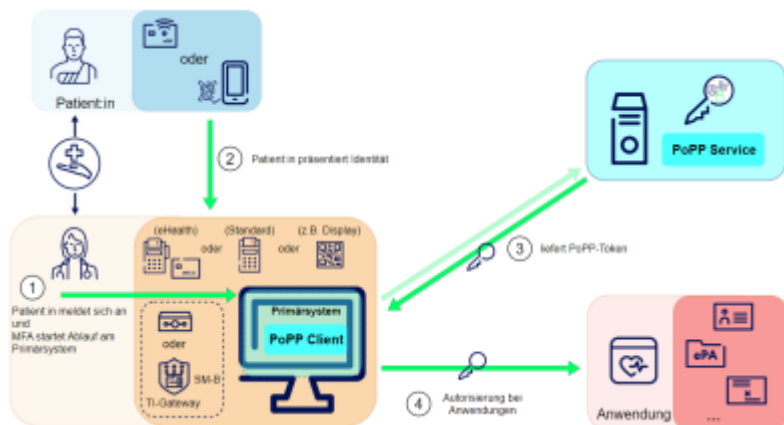 oder
Patient:in
2
Patient:in präsentiert Identität
PoPP Service
(eHealth)
(Standard)
(z.B. Display)
oder
oder
1
3
liefert PoPP-Token
Patient:in meldet sich an
und
MFA startet Ablauf am
Primärsystem
Primärsystem
PoPP Client
oder
SM-B
TI-Gateway
ePA
4
Autorisierung bei
Anwendungen
Anwendung
...